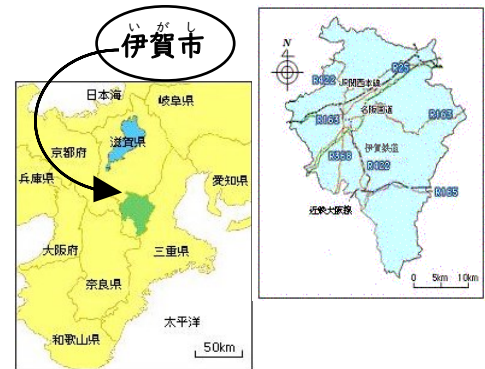 いがし
伊賀市
日本海
岐阜県
滋賀県
京都府
兵庫県
愛知県
大阪府
三重県
奈良県
太平洋
和歌山県
50km
N
R25
R422
JR関西本線
名阪国道
R163
R163
伊賀鉄道
R368
R422
R165
近鉄大阪線
0 5km 10km